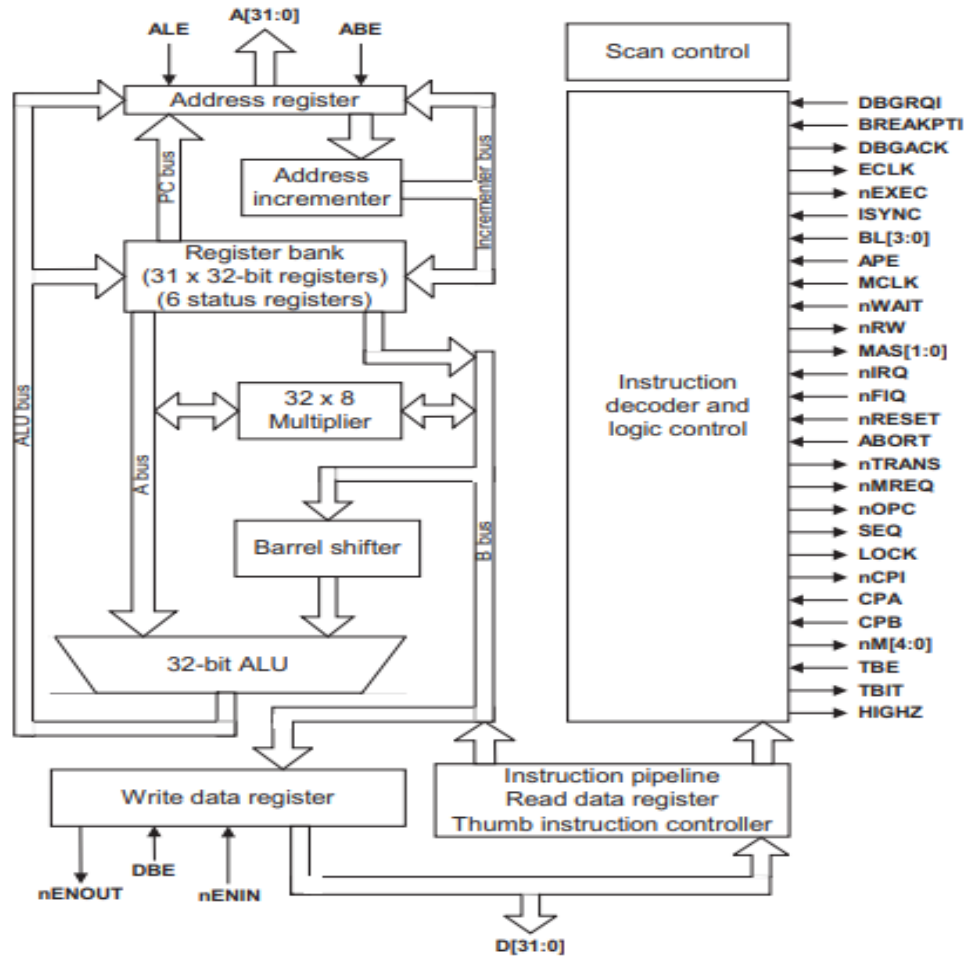 A[31:0]
ALE
ABE
Scan control
Address register
PC bus
Incrementer bus
Address
incrementer
Register bank
(31 x 32-bit registers)
(6 status registers)
ALU bus
A bus
32 x 8
Multiplier
B bus
Barrel shifter
32-bit ALU
Write data register
Instruction pipeline
Read data register
Thumb instruction controller
nENOUT
DBE
nENIN
D[31:0]
Instruction
decoder and
logic control
DBGRQI
BREAKPTI
DBGACK
ECLK
nEXEC
ISYNC
BL[3:0]
APE
MCLK
nWAIT
nRW
MAS[1:0]
nIRQ
nFIQ
nRESET
ABORT
nTRANS
nMREQ
nOPC
SEQ
LOCK
nCPI
CPA
CPB
nM[4:0]
TBE
TBIT
HIGHZ